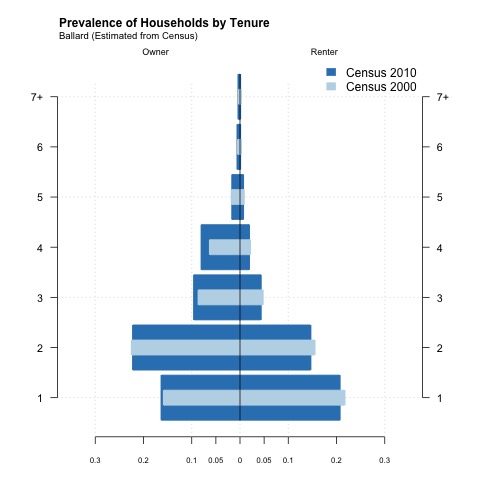 Prevalence of Households by Tenure
Ballard (Estimated from Census)
Owner Renter
Census 2010
Census 2000
7+ 7+
6 6
5 5
4 4
3 3
2 2
1 1
0.3 0.2 0.1 0.05 0 0.05 0.1 0.2 0.3